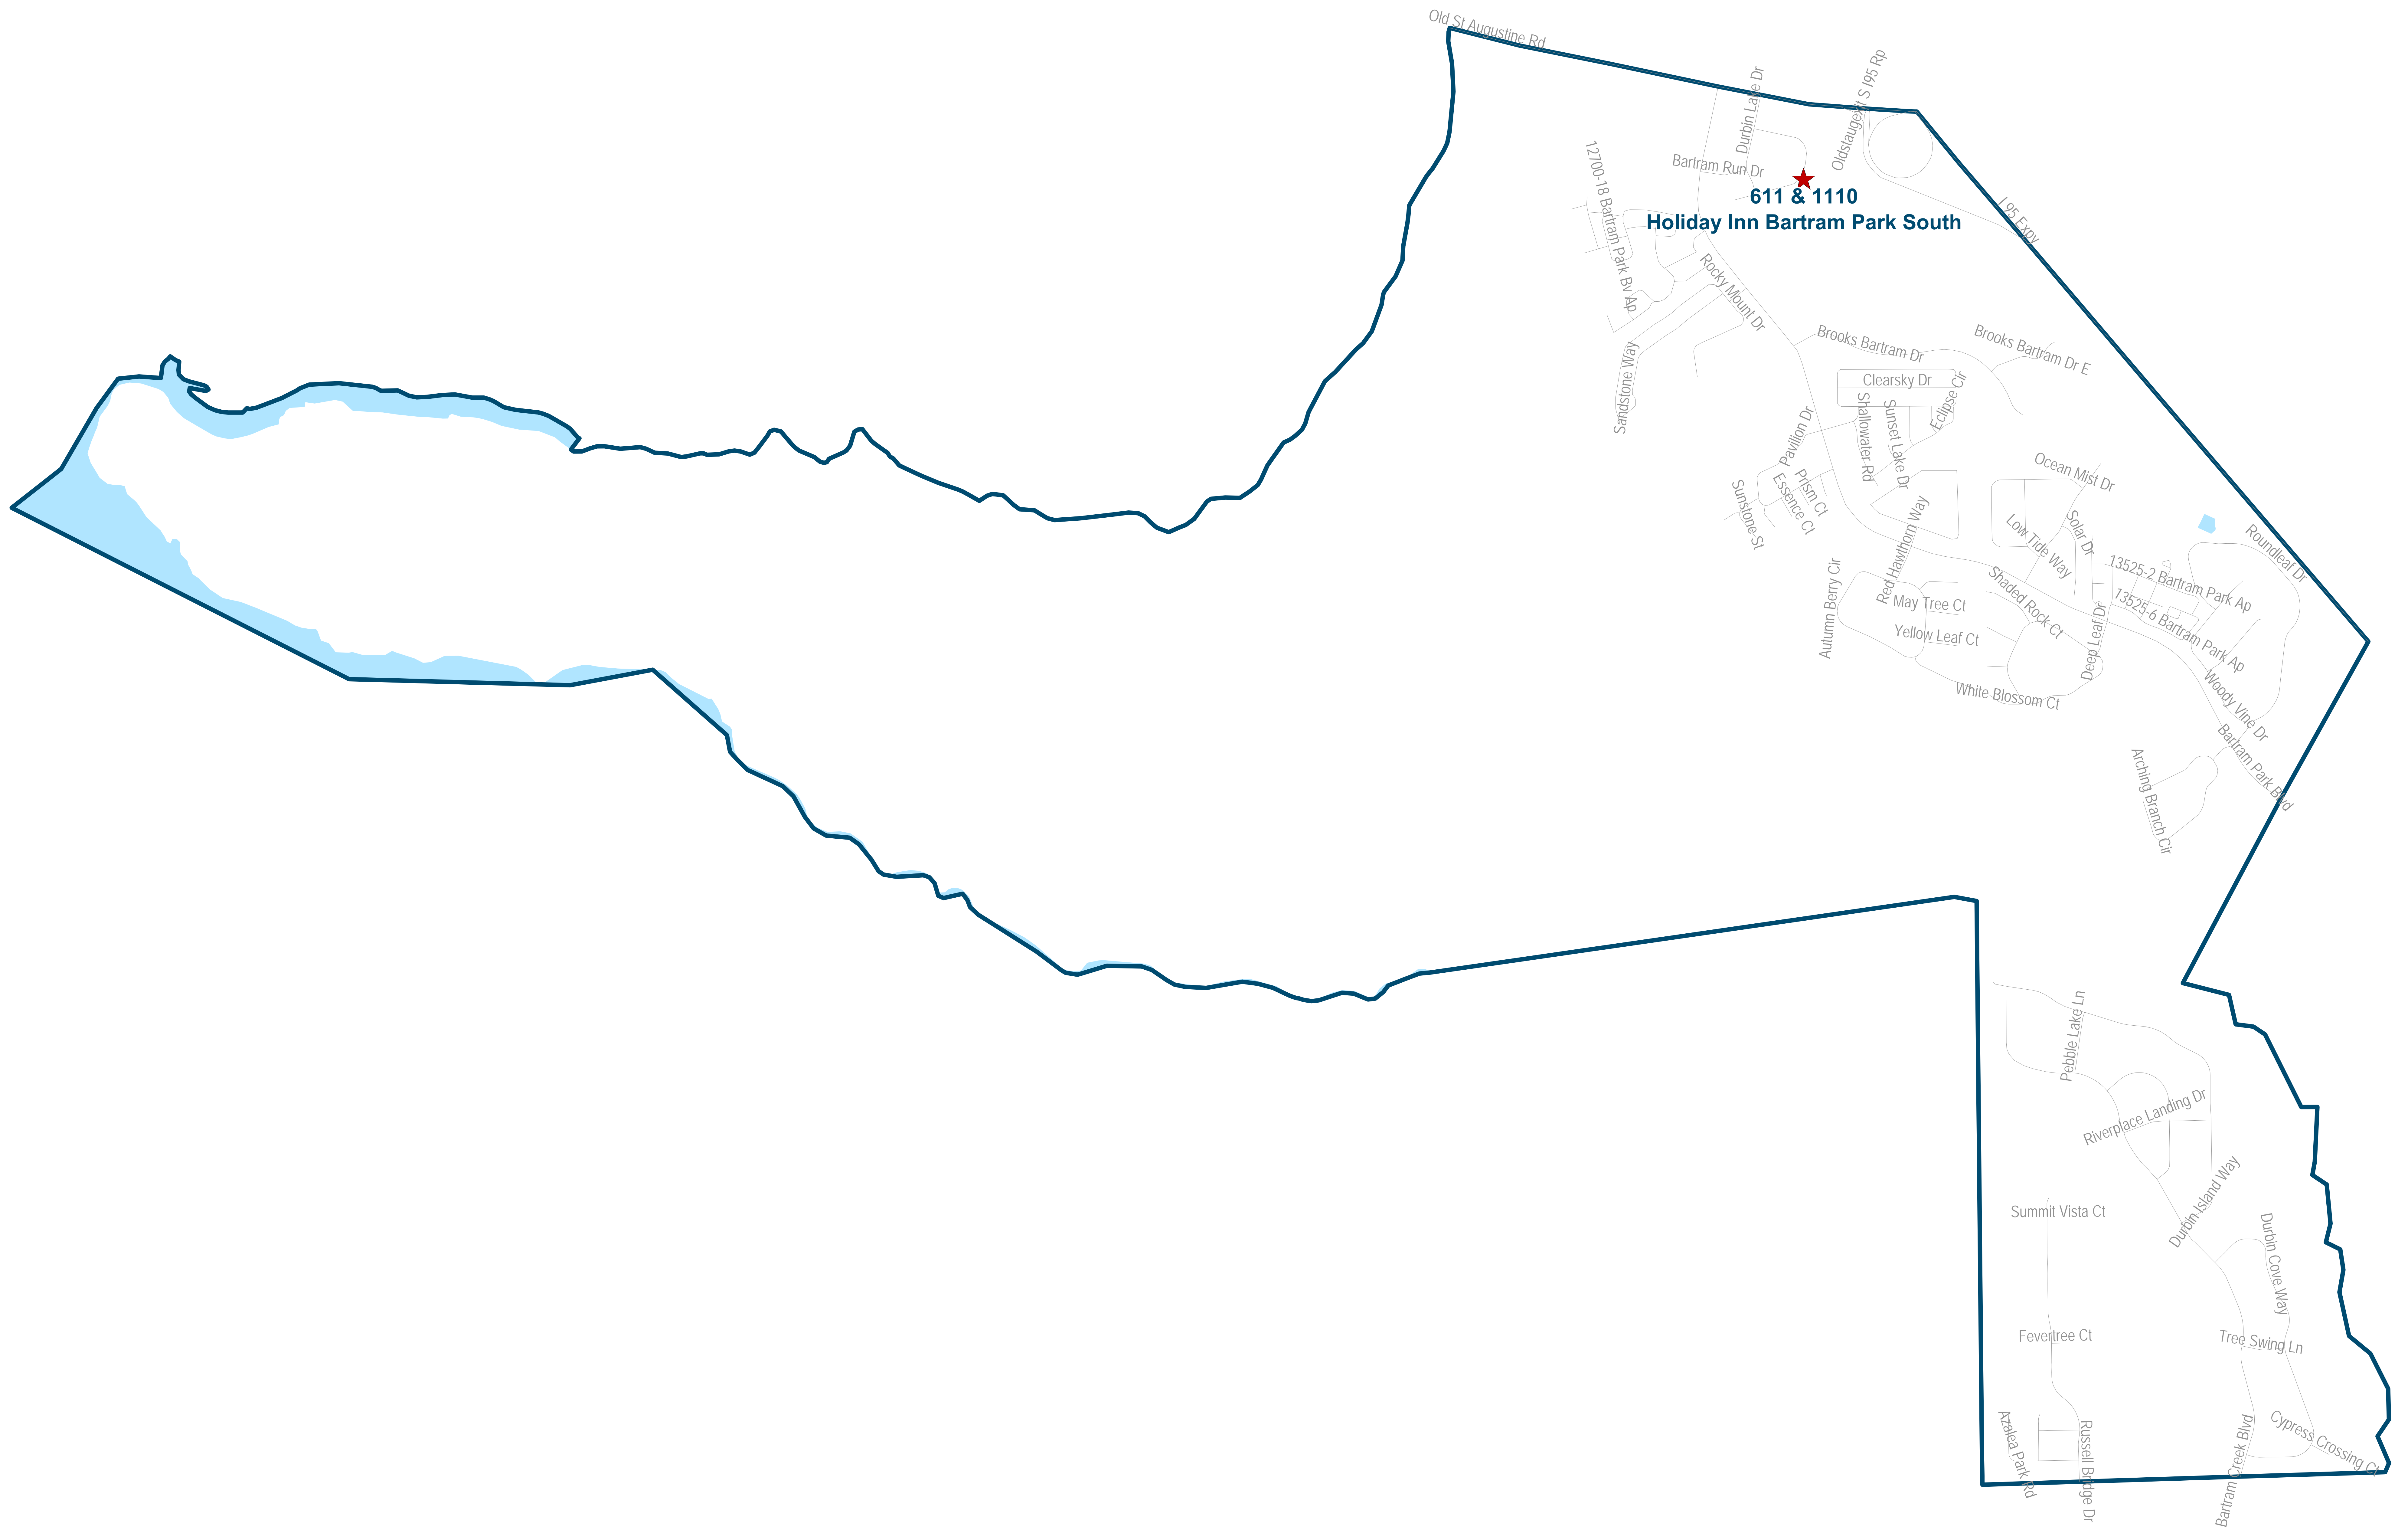 Old St Augustine Rd
Durbin Lake Dr
Oldstaugext S I95 Rp
12700-18 Bartram Park Bv Ap
Bartram Run Dr
611 & 1110
Holiday Inn Bartram Park South
I 95 Expy
Rocky Mount Dr
Sandstone Way
Brooks Bartram Dr
Brooks Bartram Dr E
Clearsky Dr
Eclipse Cir
Shallowater Rd
Sunset Lake Dr
Pavilion Dr
Prism Ct
Essence Ct
Sunstone St
Ocean Mist Dr
Red Hawthorn Way
Low Tide Way
Solar Dr
Roundleaf Dr
13525-2 Bartram Park Ap
13525-6 Bartram Park Ap
Autumn Berry Cir
May Tree Ct
Shaded Rock Ct
Yellow Leaf Ct
Deep Leaf Dr
White Blossom Ct
Woody Vine Dr
Bartram Park Blvd
Arching Branch Cir
Pebble Lake Ln
Riverplace Landing Dr
Durbin Island Way
Summit Vista Ct
Durbin Cove Way
Fevertree Ct
Tree Swing Ln
Azalea Park Rd
Russell Bridge Dr
Bartram Creek Blvd
Cypress Crossing Ct